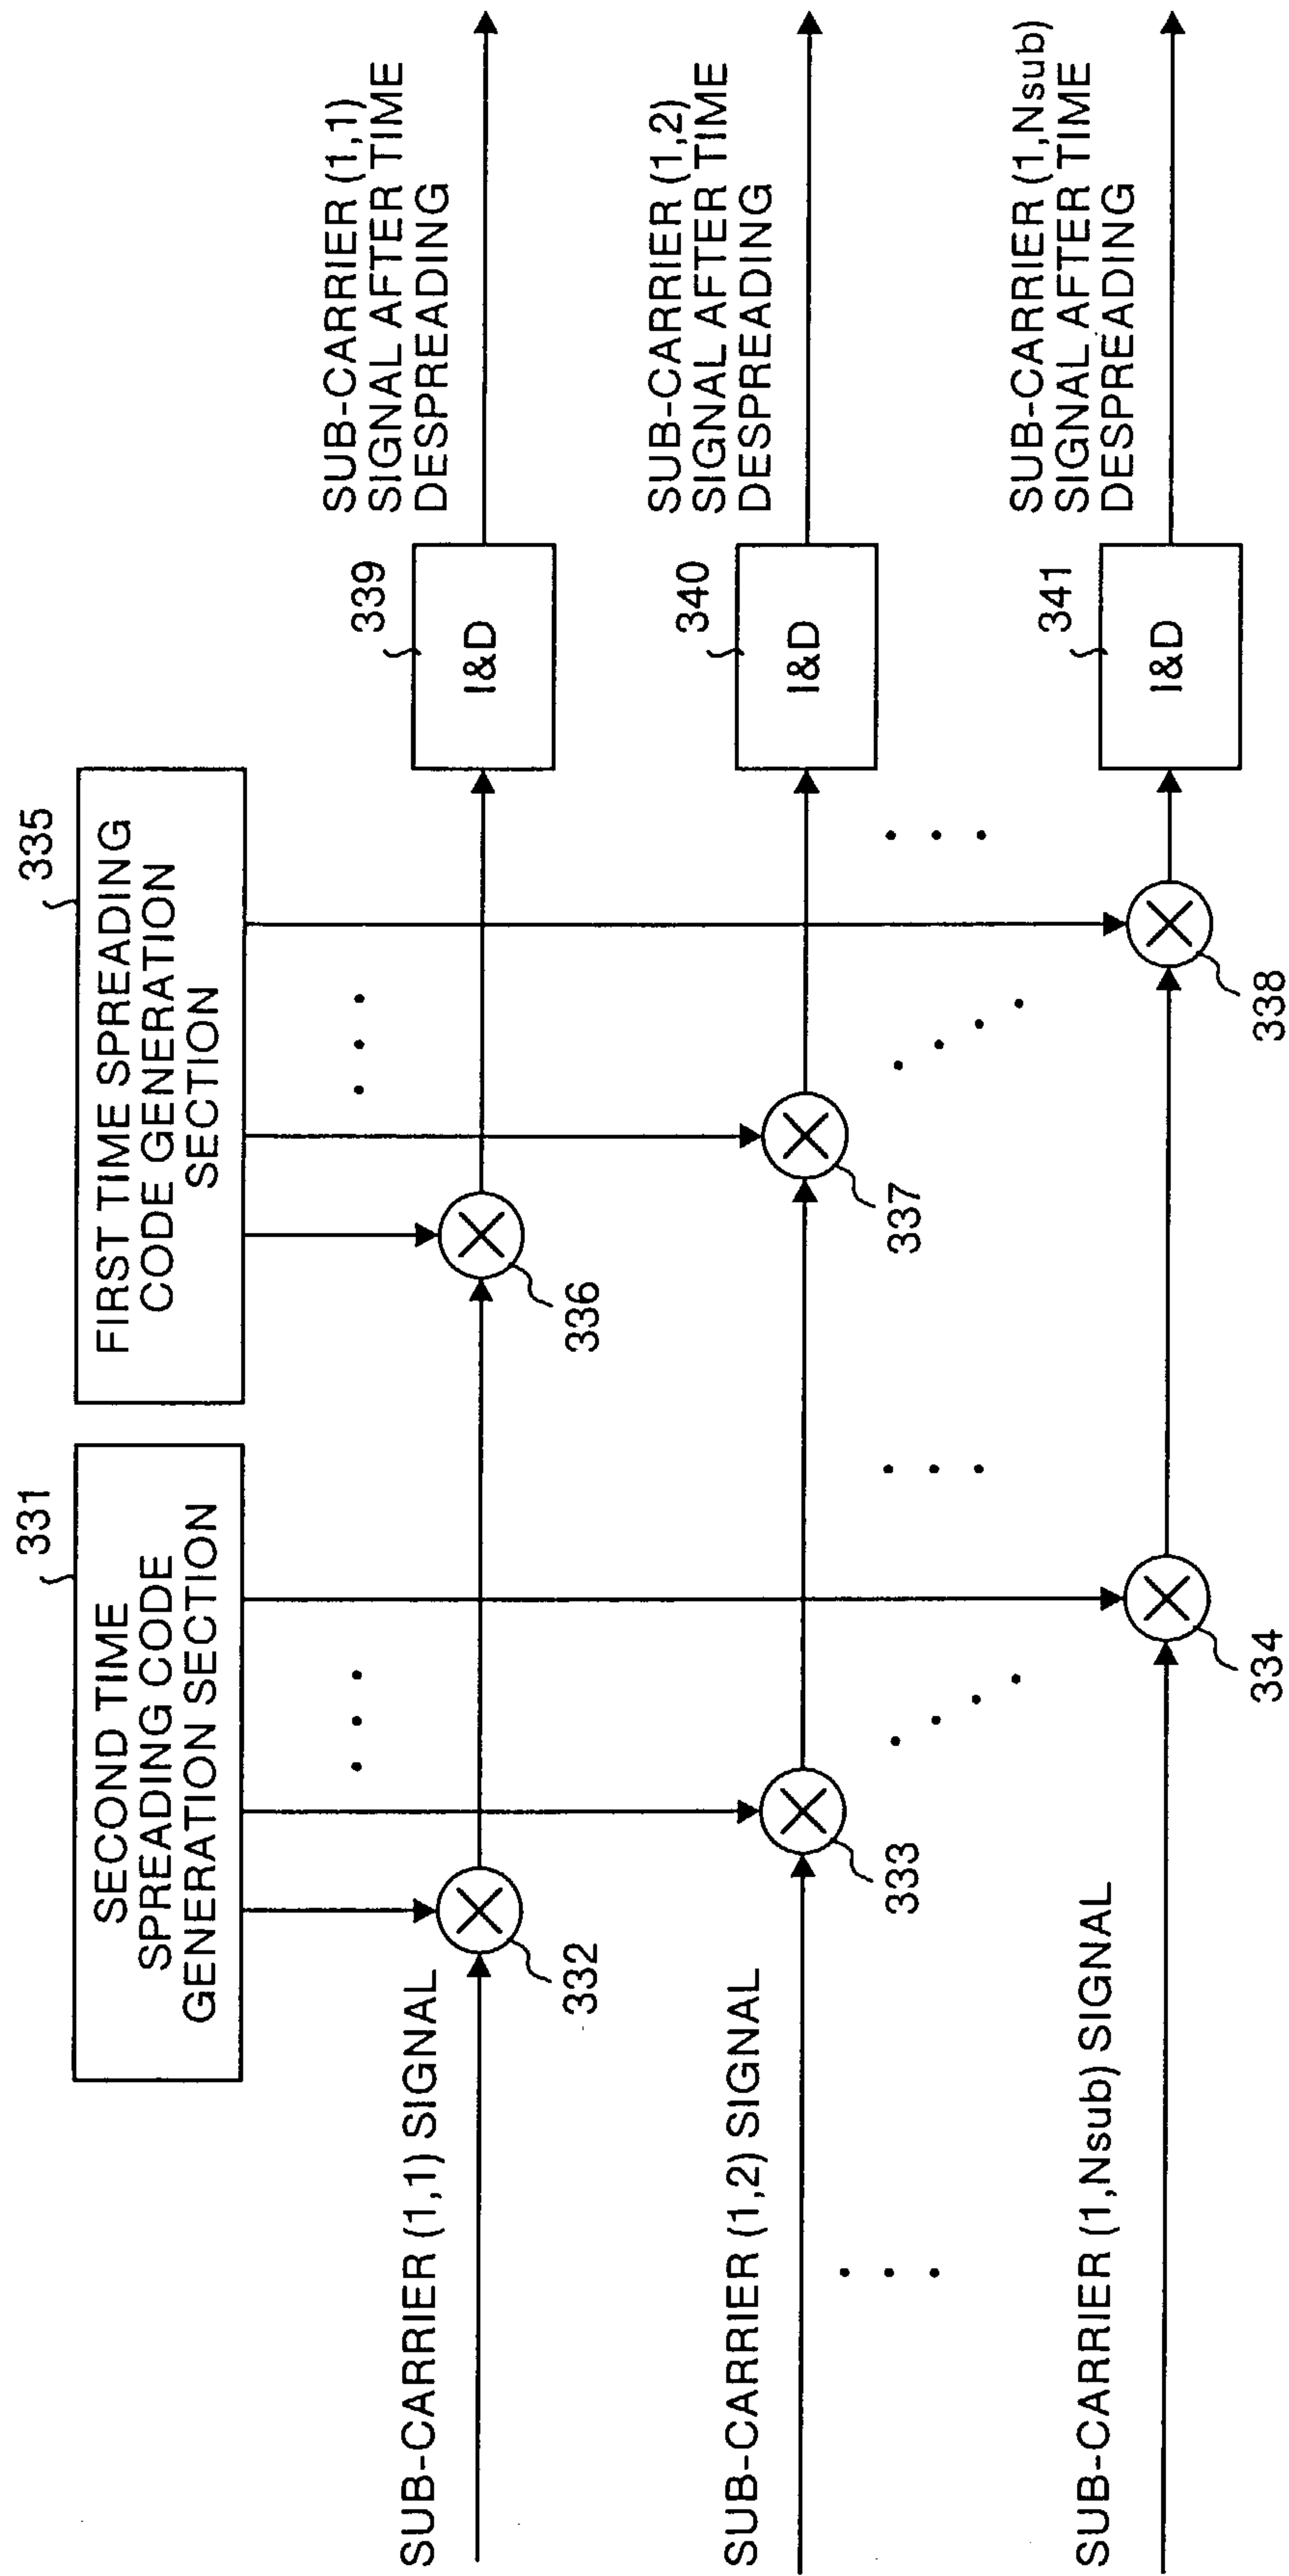 331
SECOND TIME
SPREADING CODE
GENERATION SECTION
335
FIRST TIME SPREADING
CODE GENERATION
SECTION
SUB-CARRIER (1,1) SIGNAL
332
336
339
I&D
SUB-CARRIER (1,1)
SIGNAL AFTER TIME
DESPREADING
SUB-CARRIER (1,2) SIGNAL
333
337
340
I&D
SUB-CARRIER (1,2)
SIGNAL AFTER TIME
DESPREADING
SUB-CARRIER (1,Nsub) SIGNAL
334
338
341
I&D
SUB-CARRIER (1,Nsub)
SIGNAL AFTER TIME
DESPREADING